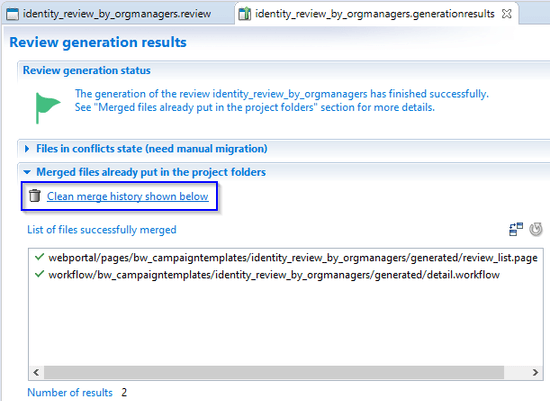 identity_review_by_orgmanagers.review
identity_review_by_orgmanagers.generationresults
Review generation results
Review generation status
The generation of the review identity_review_by_orgmanagers has finished successfully.
See "Merged files already put in the project folders" section for more details.
Files in conflicts state (need manual migration)
Merged files already put in the project folders
Clean merge history shown below
List of files successfully merged
webportal/pages/bw_campaigntemplates/identity_review_by_orgmanagers/generated/review_list.page
workflow/bw_campaigntemplates/identity_review_by_orgmanagers/generated/detail.workflow
Number of results 2